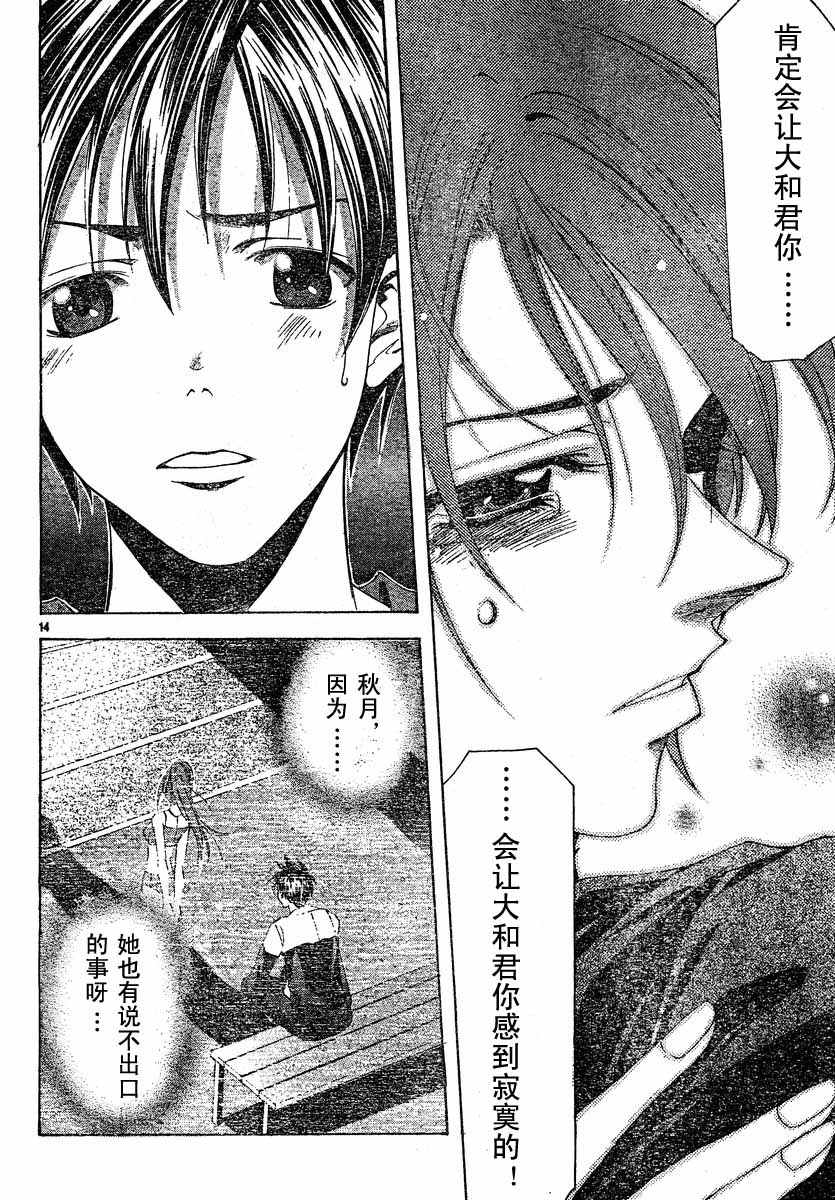 肯定会让大和君你……
……会让大和君你感到寂寞的！
14
秋月，
因为……
她也有说不出口
的事呀…